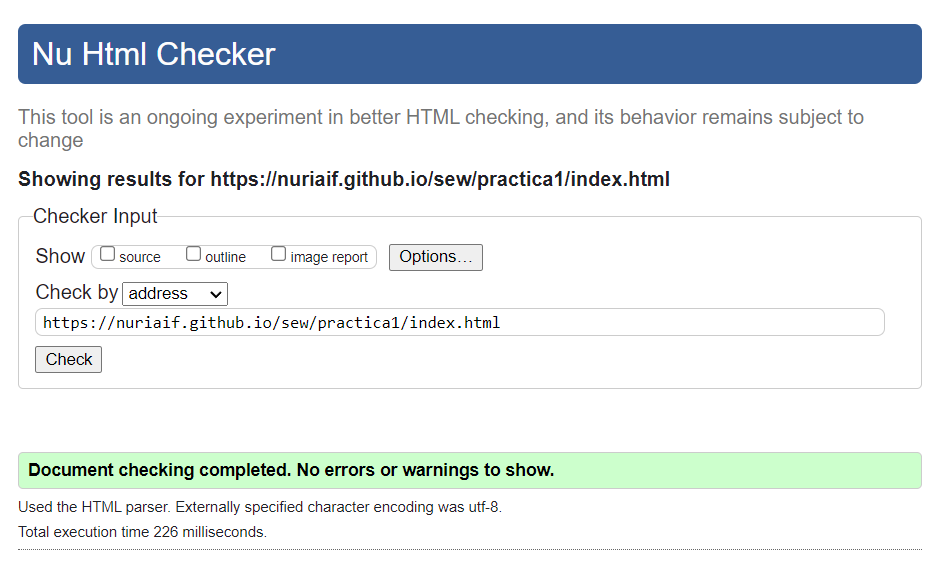 Nu Html Checker
This tool is an ongoing experiment in better HTML checking, and its behavior remains subject to
change
Showing results for https://nuriaif.github.io/sew/practica1/index.html
Checker Input
Show source outline image report Options...
Check by address
https://nuriaif.github.io/sew/practica1/index.html
Check
Document checking completed. No errors or warnings to show.
Used the HTML parser. Externally specified character encoding was utf-8.
Total execution time 226 milliseconds.